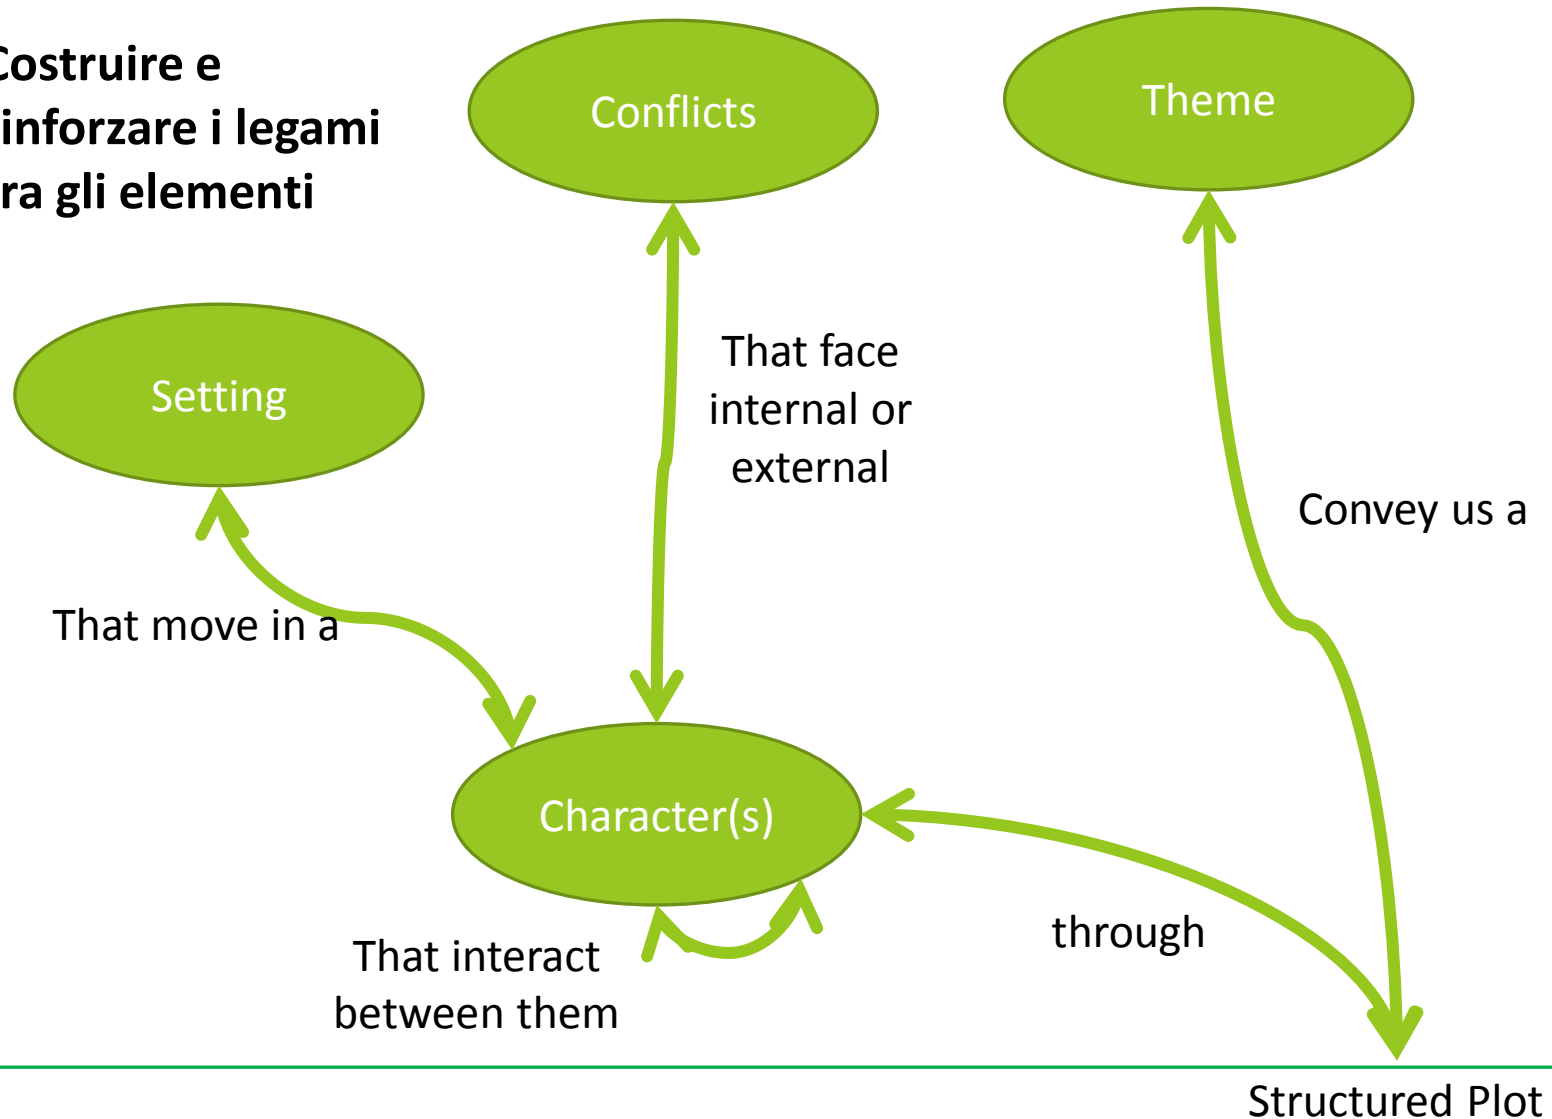 Costruire e
inforzare i legami
ra gli elementi
Conflicts
Theme
Setting
That face
internal or
external
Convey us a
That move in a
Character(s)
through
That interact
between them
Structured Plot